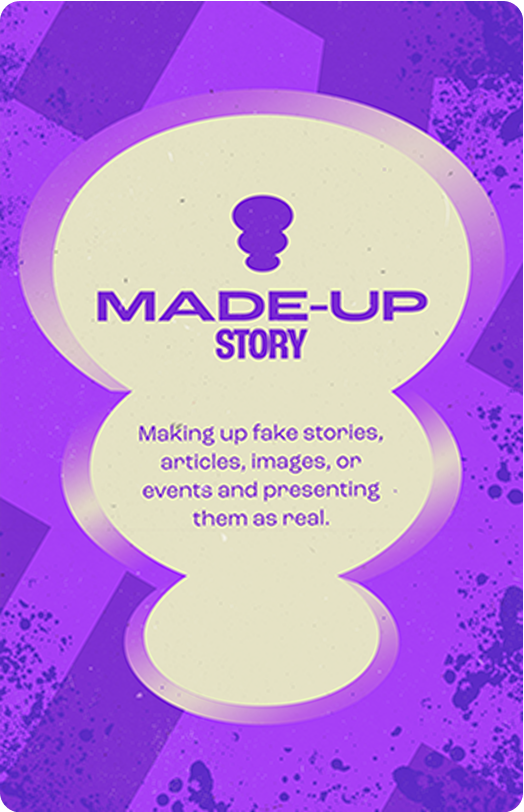 MADE-UP
STORY
Making up fake stories,
articles, images, or
events and presenting
them as real.